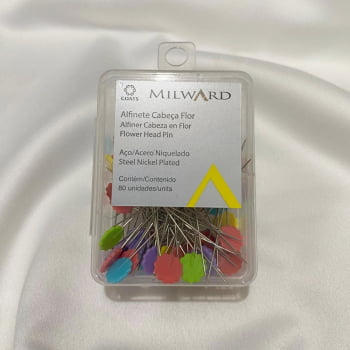 COATS
MILWARD
Alfinete Cabeça Flor
Alfiner Cabeza en Flor
Flower Head Pin
Aço/Acero Niquelado
Steel Nickel Plated
Contém/Contenido
80 unidades/units